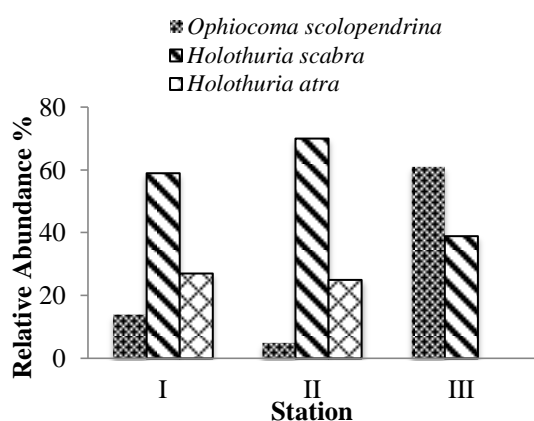 Ophiocoma scolopendrina
Holothuria scabra
Holothuria atra
Relative Abundance %
80
60
40
20
0
I II III
Station